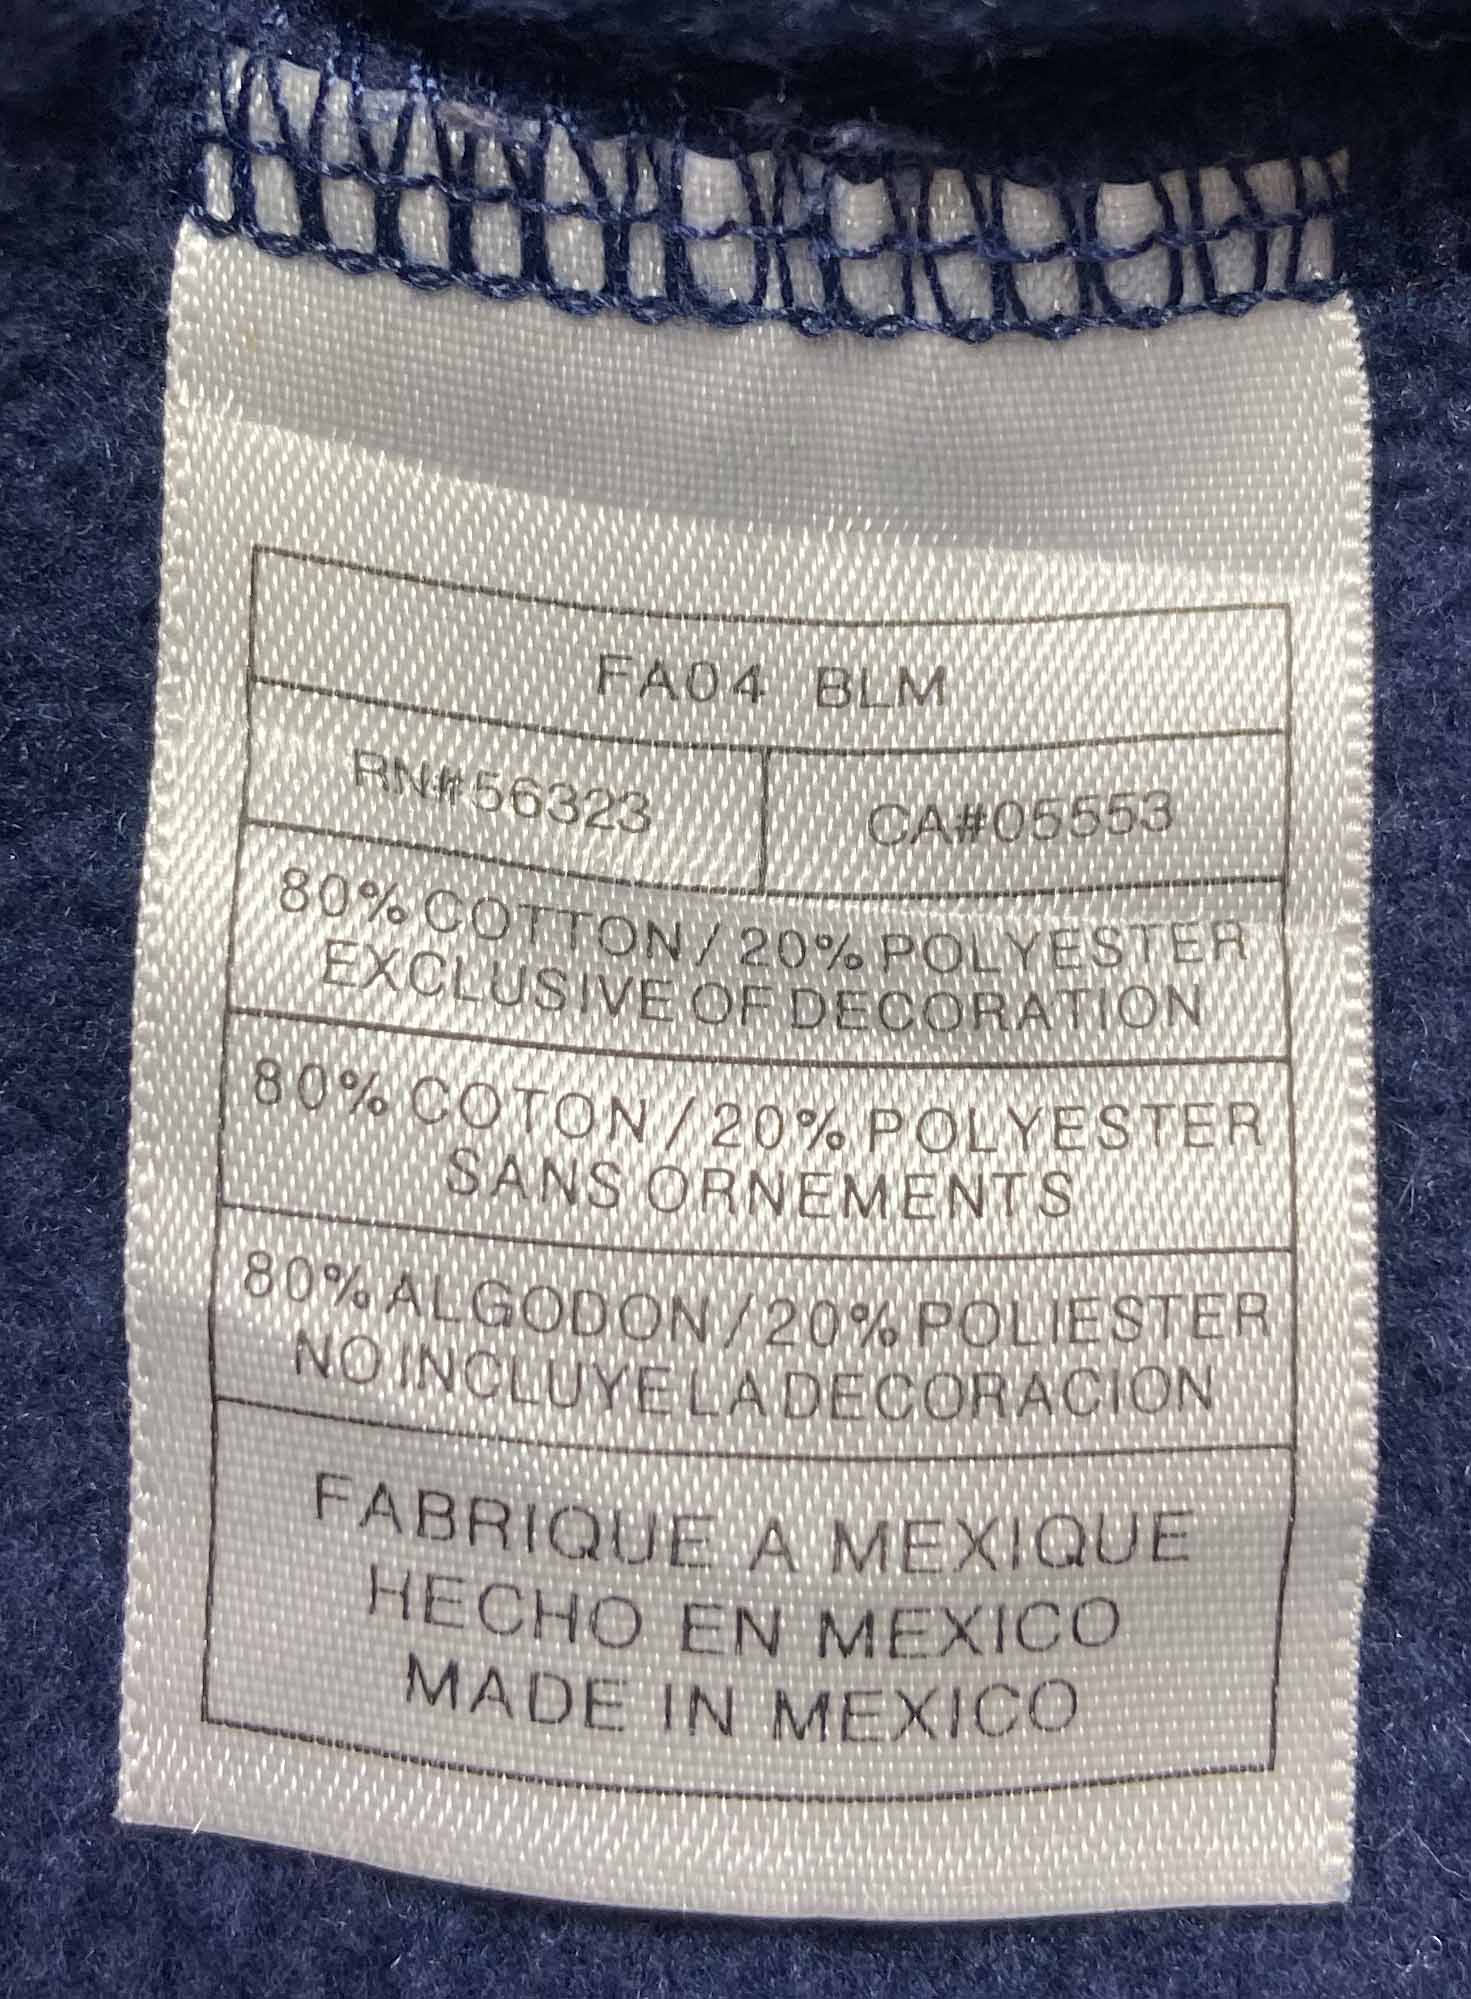 FA04 BLM
RN#56323 CA#05553
80% COTTON / 20% POLYESTER
EXCLUSIVE OF DECORATION
80% COTON / 20% POLYESTER
SANS ORNEMENTS
80% ALGODON / 20% POLIESTER
NO INCLUYE LA DECORACION
FABRIQUE A MEXIQUE
HECHO EN MEXICO
MADE IN MEXICO